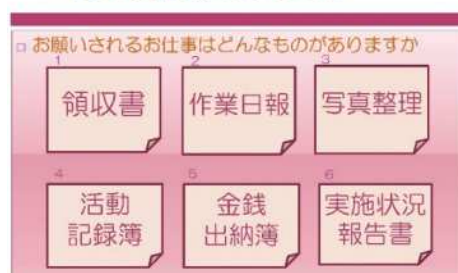 お願いされるお仕事はどんなものがありますか
1 2 3
領収書 作業日報 写真整理
4 5 6
活動 金銭 実施状況
記録簿 出納簿 報告書